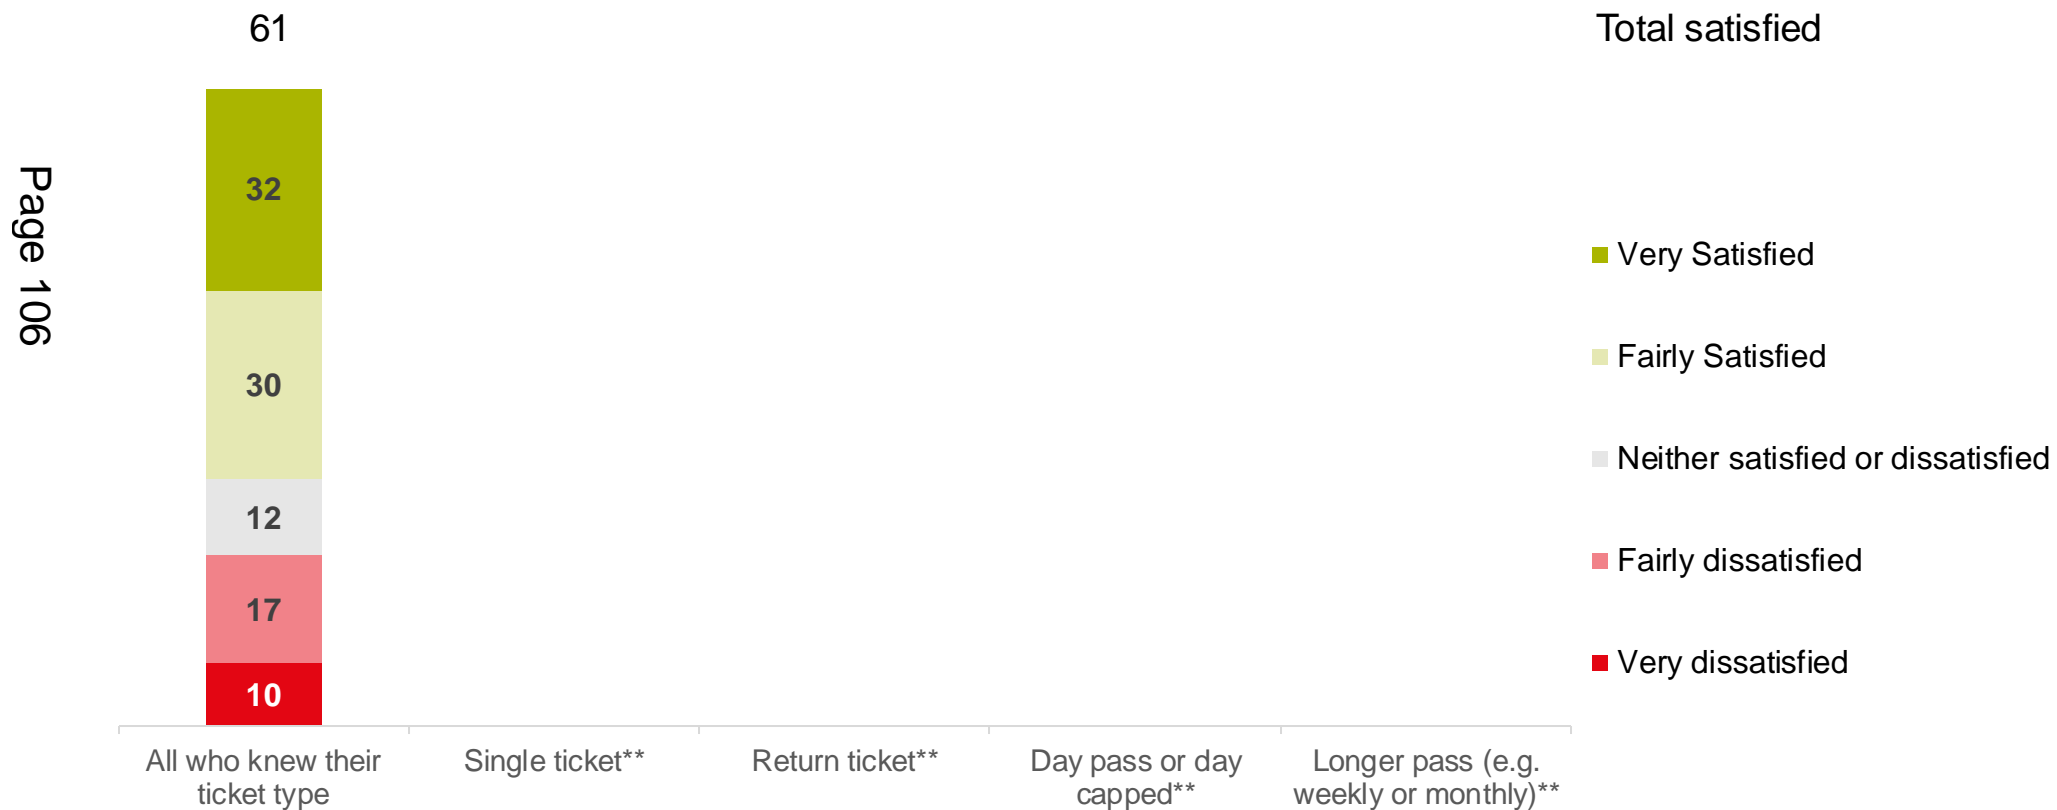 61
Total satisfied
Page 106
32
30
12
17
10
Very Satisfied
Fairly Satisfied
Neither satisfied or dissatisfied
Fairly dissatisfied
Very dissatisfied
All who knew their
ticket type
Single ticket**
Return ticket**
Day pass or day
capped**
Longer pass (e.g.
weekly or monthly)**